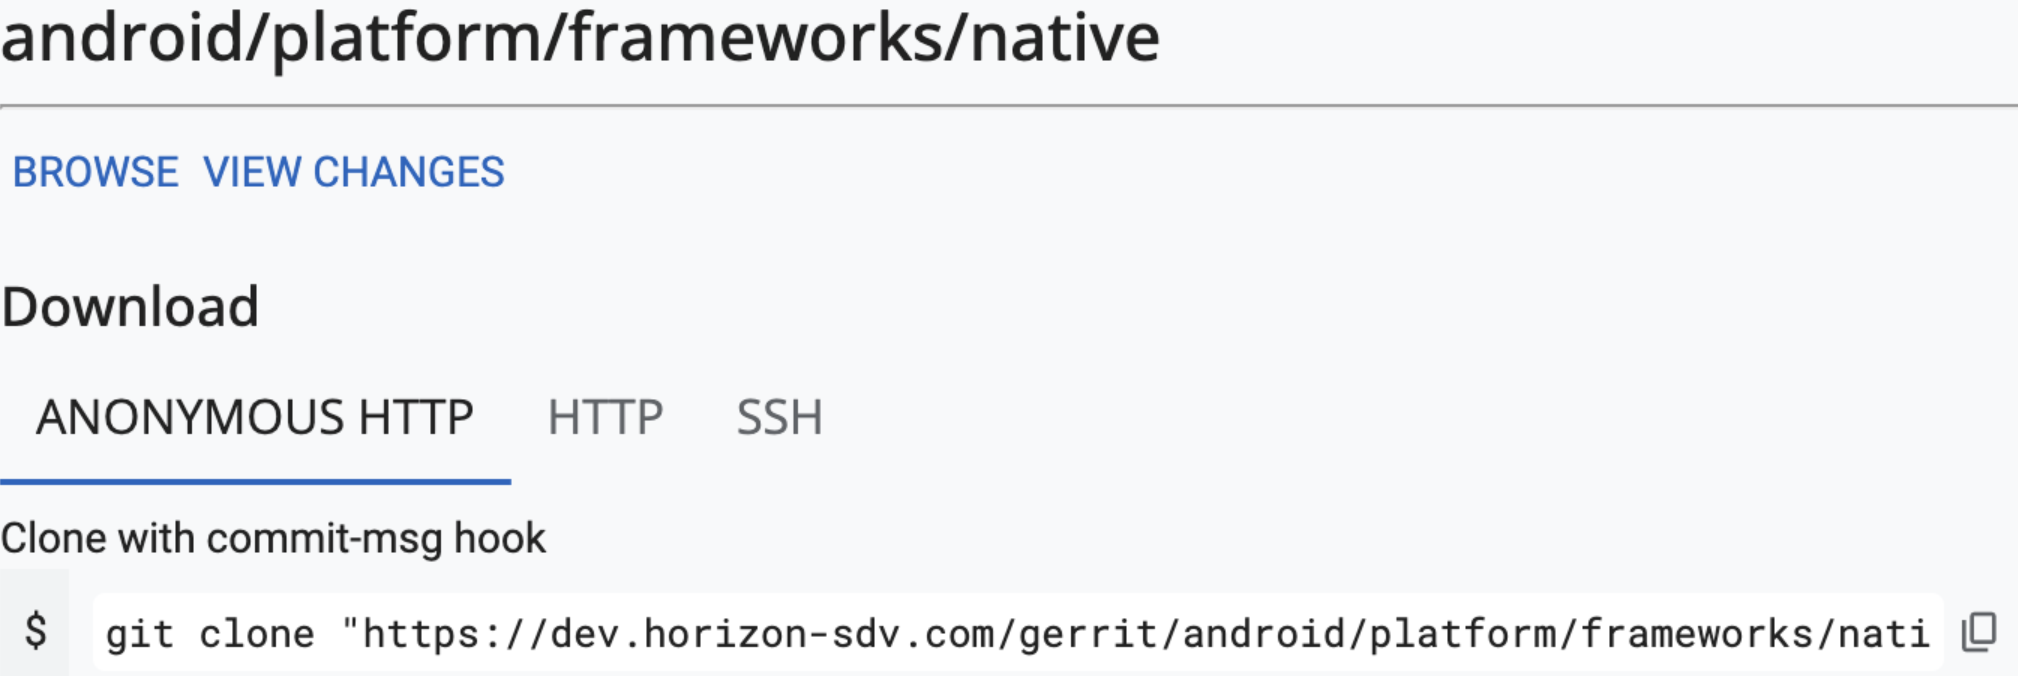 android/platform/frameworks/native
BROWSE VIEW CHANGES
Download
ANONYMOUS HTTP HTTP SSH
Clone with commit-msg hook
$ git clone "https://dev.horizon-sdv.com/gerrit/android/platform/frameworks/nati